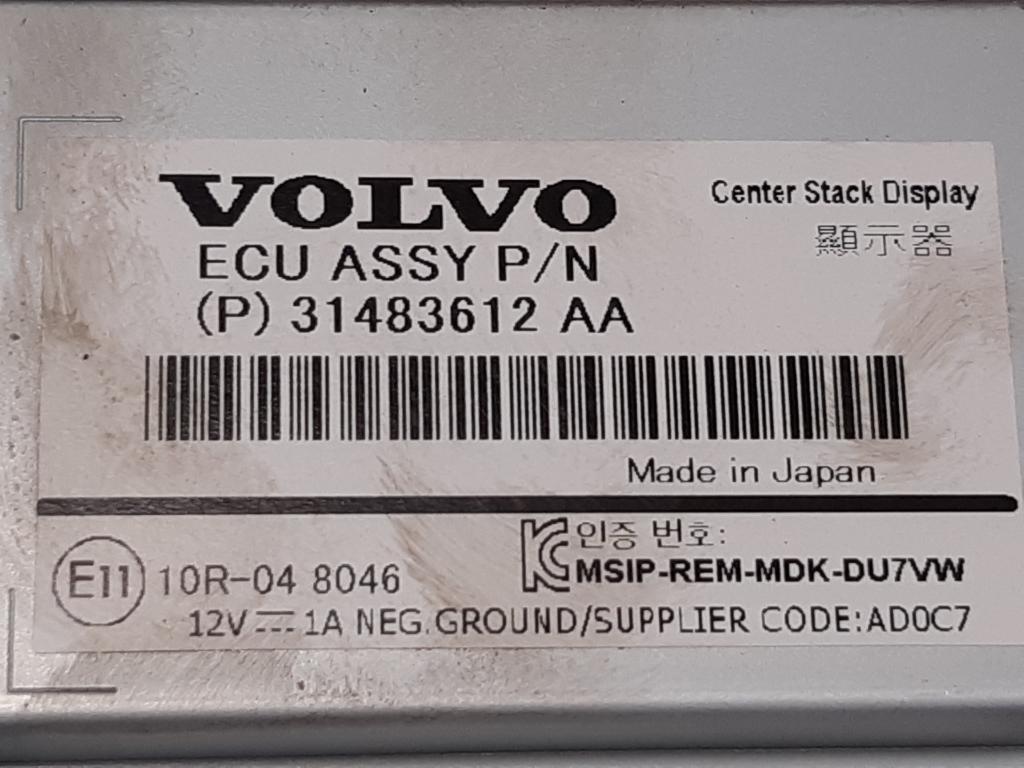 VOLVO
Center Stack Display
顯示器
ECU ASSY P/N
(P) 31483612 AA
Made in Japan
인증 번호:
E11 10R-04 8046
MSIP-REM-MDK-DU7VW
12V⎓1A NEG.GROUND/SUPPLIER CODE:AD0C7